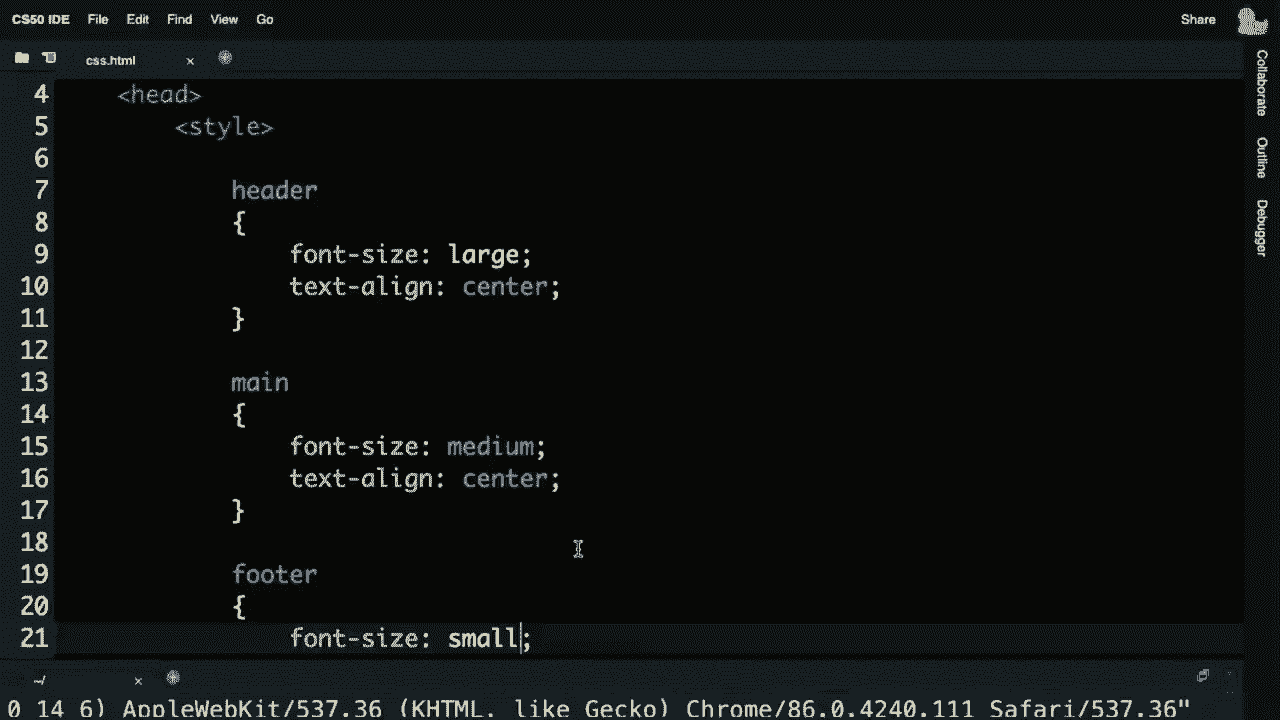 CS50 IDE File Edit Find View Go Share
css.html x
4 <head>
5 <style>
6
7 header
8 {
9 font-size: large;
10 text-align: center;
11 }
12
13 main
14 {
15 font-size: medium;
16 text-align: center;
17 }
18
19 footer
20 {
21 font-size: small;
~/ x
0 14 6) AppleWebKit/537.36 (KHTML, like Gecko) Chrome/86.0.4240.111 Safari/537.36"
Collaborate
Outline
Debugger